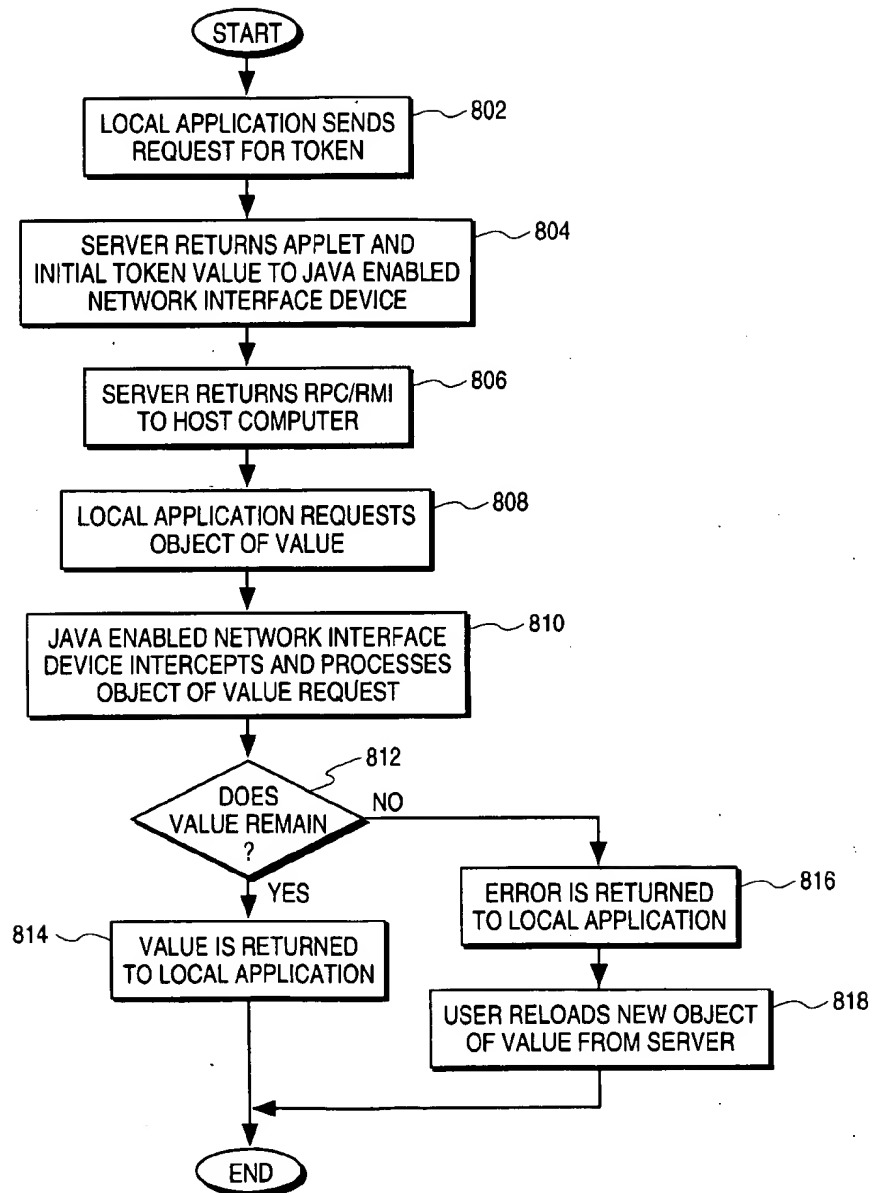 START
802
LOCAL APPLICATION SENDS
REQUEST FOR TOKEN
804
SERVER RETURNS APPLET AND
INITIAL TOKEN VALUE TO JAVA ENABLED
NETWORK INTERFACE DEVICE
806
SERVER RETURNS RPC/RMI
TO HOST COMPUTER
808
LOCAL APPLICATION REQUESTS
OBJECT OF VALUE
810
JAVA ENABLED NETWORK INTERFACE
DEVICE INTERCEPTS AND PROCESSES
OBJECT OF VALUE REQUEST
812
DOES
VALUE REMAIN
?
NO
YES
814
VALUE IS RETURNED
TO LOCAL APPLICATION
816
ERROR IS RETURNED
TO LOCAL APPLICATION
818
USER RELOADS NEW OBJECT
OF VALUE FROM SERVER
END